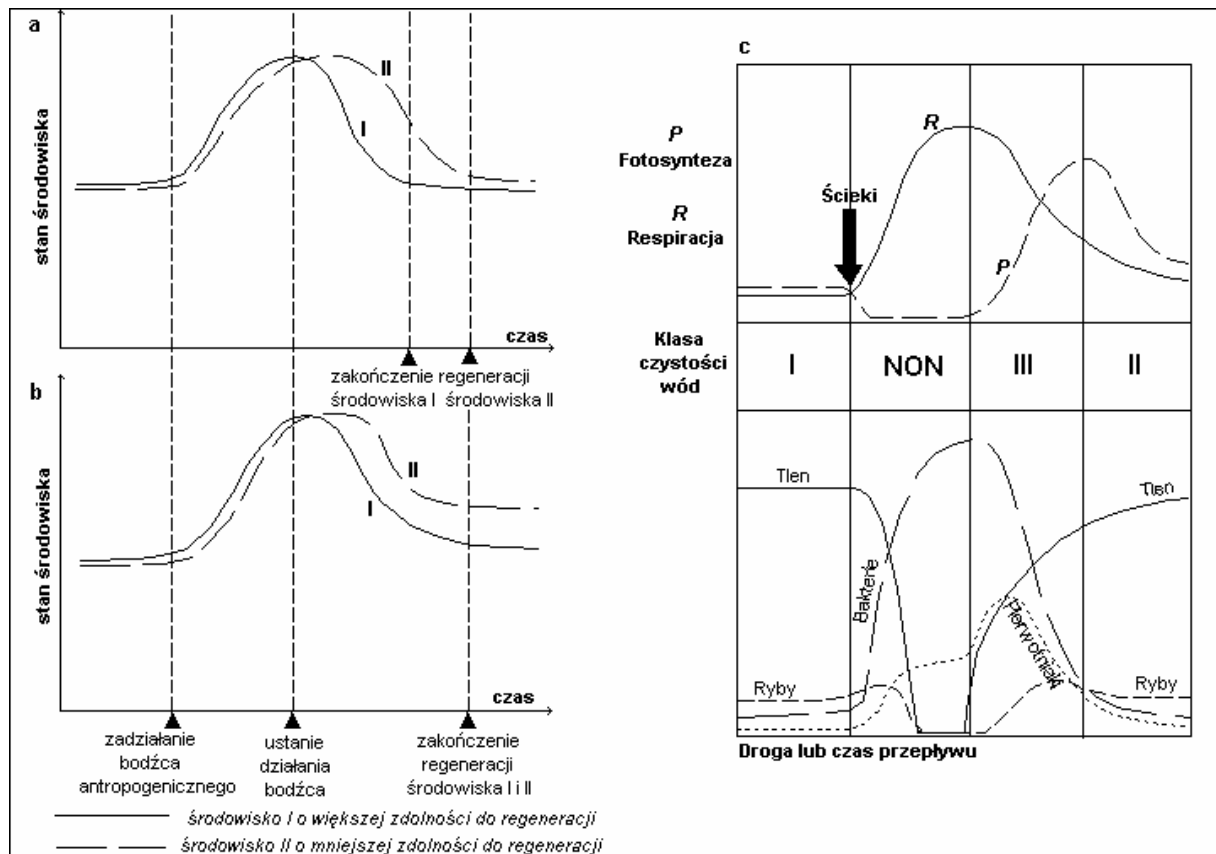 a
stan środowiska
II
I
czas
zakończenie regeneracji
środowiska I środowiska II
b
stan środowiska
II
I
czas
zadziałanie
bodźca
antropogenicznego
ustanie
działania
bodźca
zakończenie
regeneracji
środowiska I i II
środowisko I o większej zdolności do regeneracji
środowisko II o mniejszej zdolności do regeneracji
c
P
Fotosynteza
R
Respiracja
Ścieki
R
P
Klasa
czystości
wód
I
NON
III
II
Tlen
Bakterie
Pierwotniaki
Tlen
Ryby
Ryby
Droga lub czas przepływu